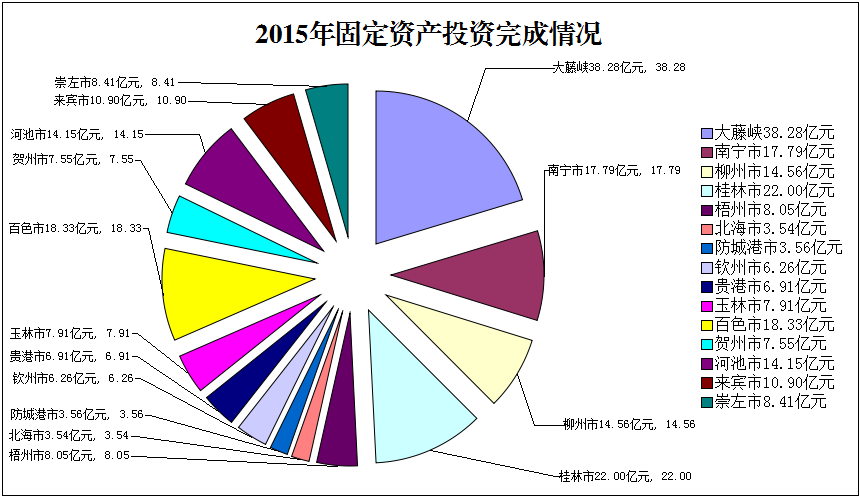 2015年固定资产投资完成情况
大藤峡38.28亿元, 38.28
南宁市17.79亿元, 17.79
柳州市14.56亿元, 14.56
桂林市22.00亿元, 22.00
梧州市8.05亿元, 8.05
北海市3.54亿元, 3.54
防城港市3.56亿元, 3.56
钦州市6.26亿元, 6.26
贵港市6.91亿元, 6.91
玉林市7.91亿元, 7.91
百色市18.33亿元, 18.33
贺州市7.55亿元, 7.55
河池市14.15亿元, 14.15
来宾市10.90亿元, 10.90
崇左市8.41亿元, 8.41
大藤峡38.28亿元
南宁市17.79亿元
柳州市14.56亿元
桂林市22.00亿元
梧州市8.05亿元
北海市3.54亿元
防城港市3.56亿元
钦州市6.26亿元
贵港市6.91亿元
玉林市7.91亿元
百色市18.33亿元
贺州市7.55亿元
河池市14.15亿元
来宾市10.90亿元
崇左市8.41亿元